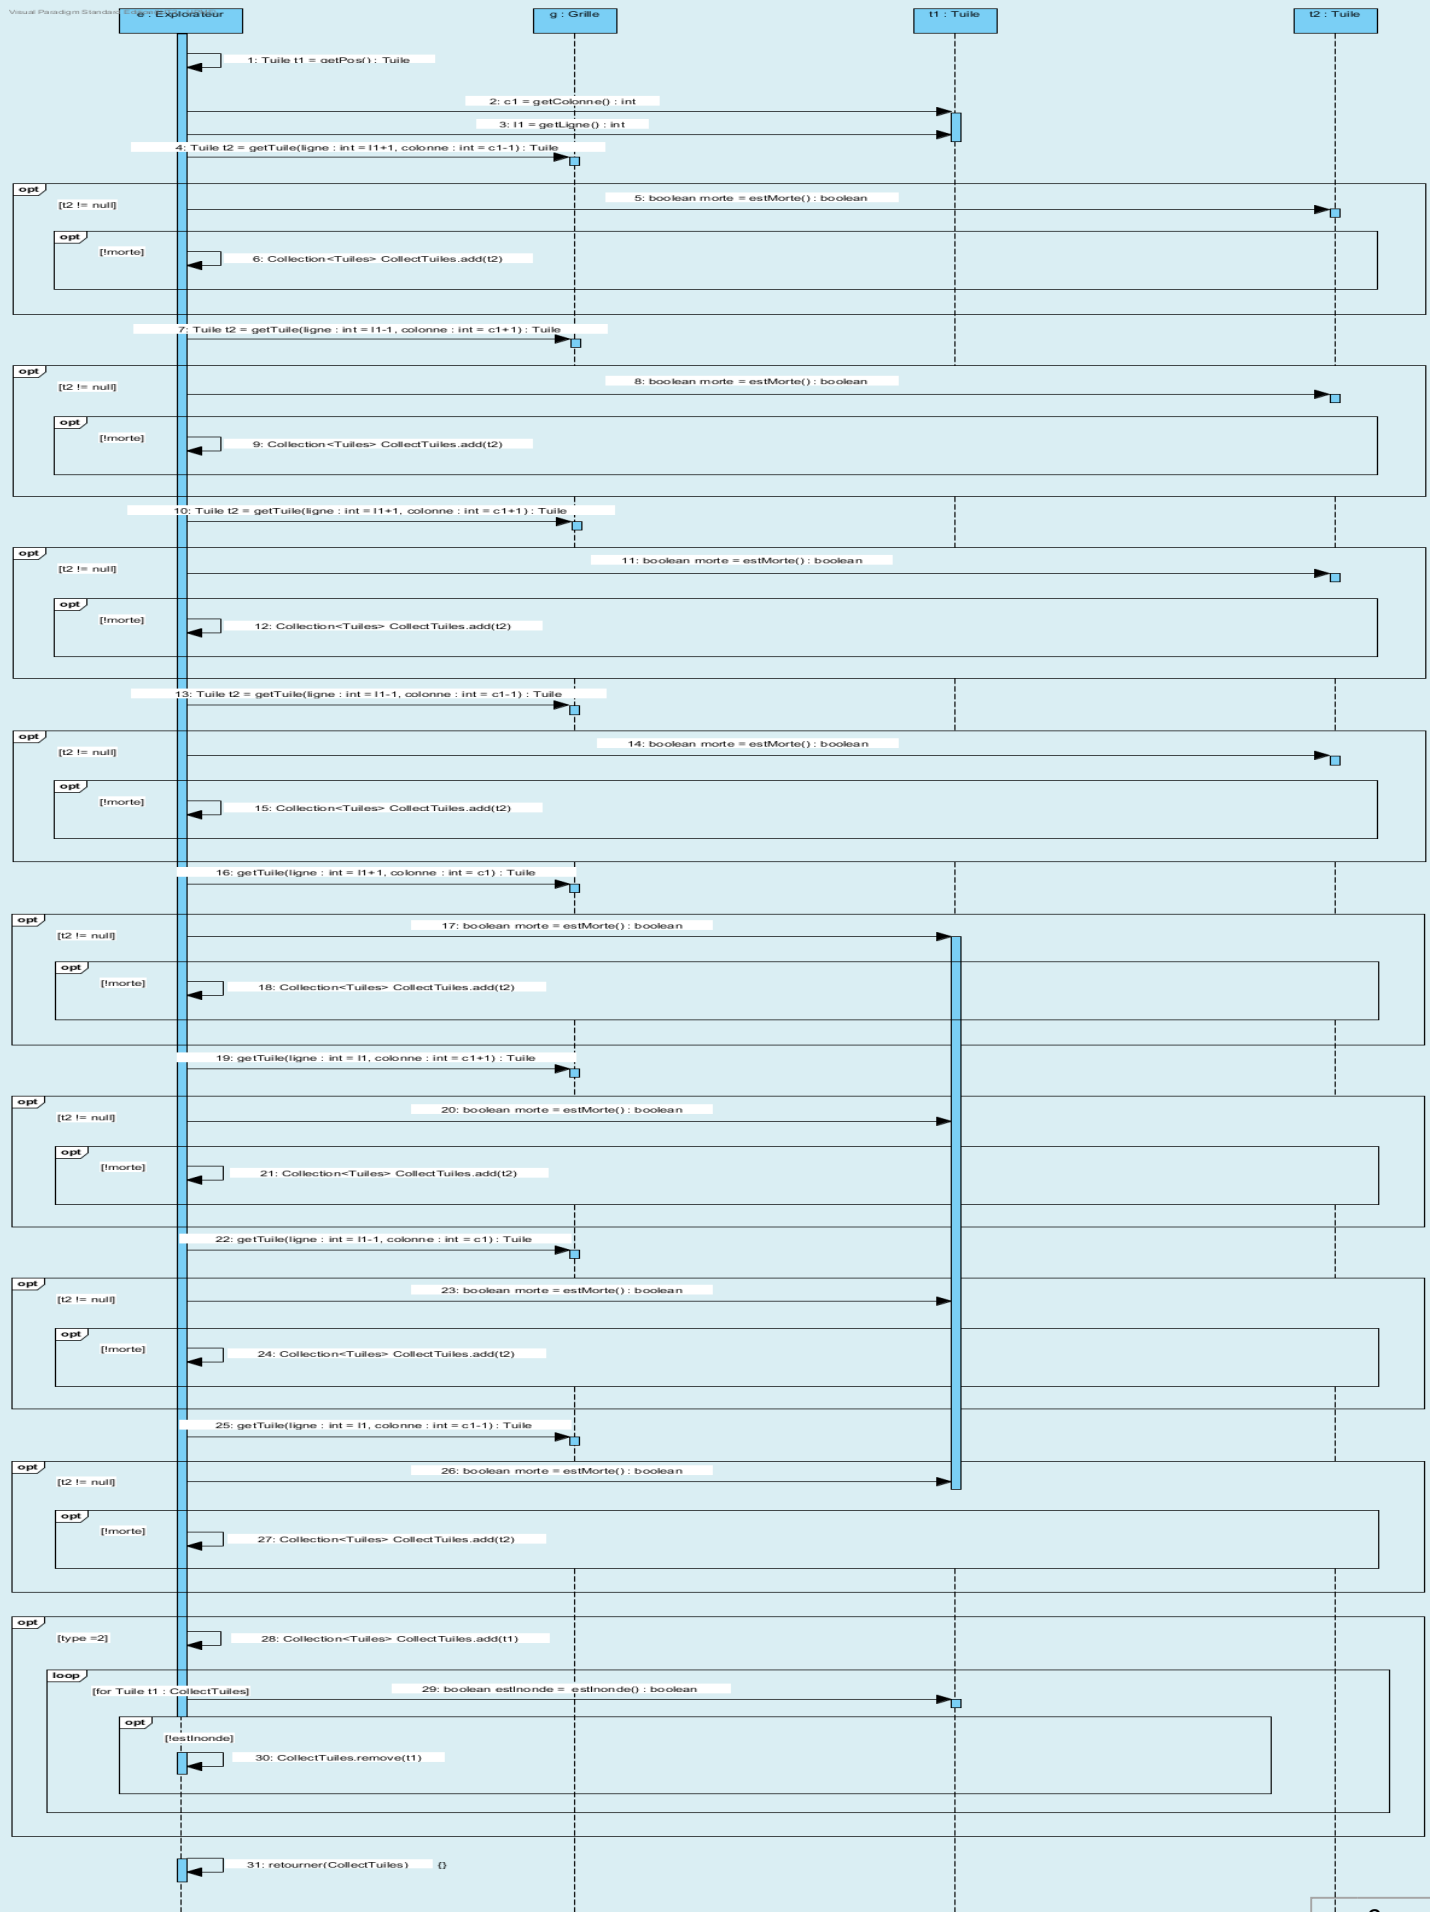 Visual Paradigm Standard
e : Explorateur
g : Grille
t1 : Tuile
t2 : Tuile
1: Tuile t1 = getPos() : Tuile
2: c1 = getColonne() : int
3: l1 = getLigne() : int
4: Tuile t2 = getTuile(ligne : int = l1+1, colonne : int = c1-1) : Tuile
opt
[t2 != null]
5: boolean morte = estMorte() : boolean
opt
[!morte]
6: Collection<Tuiles> CollectTuiles.add(t2)
7: Tuile t2 = getTuile(ligne : int = l1-1, colonne : int = c1+1) : Tuile
opt
[t2 != null]
8: boolean morte = estMorte() : boolean
opt
[!morte]
9: Collection<Tuiles> CollectTuiles.add(t2)
10: Tuile t2 = getTuile(ligne : int = l1+1, colonne : int = c1+1) : Tuile
opt
[t2 != null]
11: boolean morte = estMorte() : boolean
opt
[!morte]
12: Collection<Tuiles> CollectTuiles.add(t2)
13: Tuile t2 = getTuile(ligne : int = l1-1, colonne : int = c1-1) : Tuile
opt
[t2 != null]
14: boolean morte = estMorte() : boolean
opt
[!morte]
15: Collection<Tuiles> CollectTuiles.add(t2)
16: getTuile(ligne : int = l1+1, colonne : int = c1) : Tuile
opt
[t2 != null]
17: boolean morte = estMorte() : boolean
opt
[!morte]
18: Collection<Tuiles> CollectTuiles.add(t2)
19: getTuile(ligne : int = l1, colonne : int = c1+1) : Tuile
opt
[t2 != null]
20: boolean morte = estMorte() : boolean
opt
[!morte]
21: Collection<Tuiles> CollectTuiles.add(t2)
22: getTuile(ligne : int = l1-1, colonne : int = c1) : Tuile
opt
[t2 != null]
23: boolean morte = estMorte() : boolean
opt
[!morte]
24: Collection<Tuiles> CollectTuiles.add(t2)
25: getTuile(ligne : int = l1, colonne : int = c1-1) : Tuile
opt
[t2 != null]
26: boolean morte = estMorte() : boolean
opt
[!morte]
27: Collection<Tuiles> CollectTuiles.add(t2)
opt
[type =2]
28: Collection<Tuiles> CollectTuiles.add(t1)
loop
[for Tuile t1 : CollectTuiles]
29: boolean estInonde = estInonde() : boolean
opt
[!estInonde]
30: CollectTuiles.remove(t1)
31: retourner(CollectTuiles)
{}